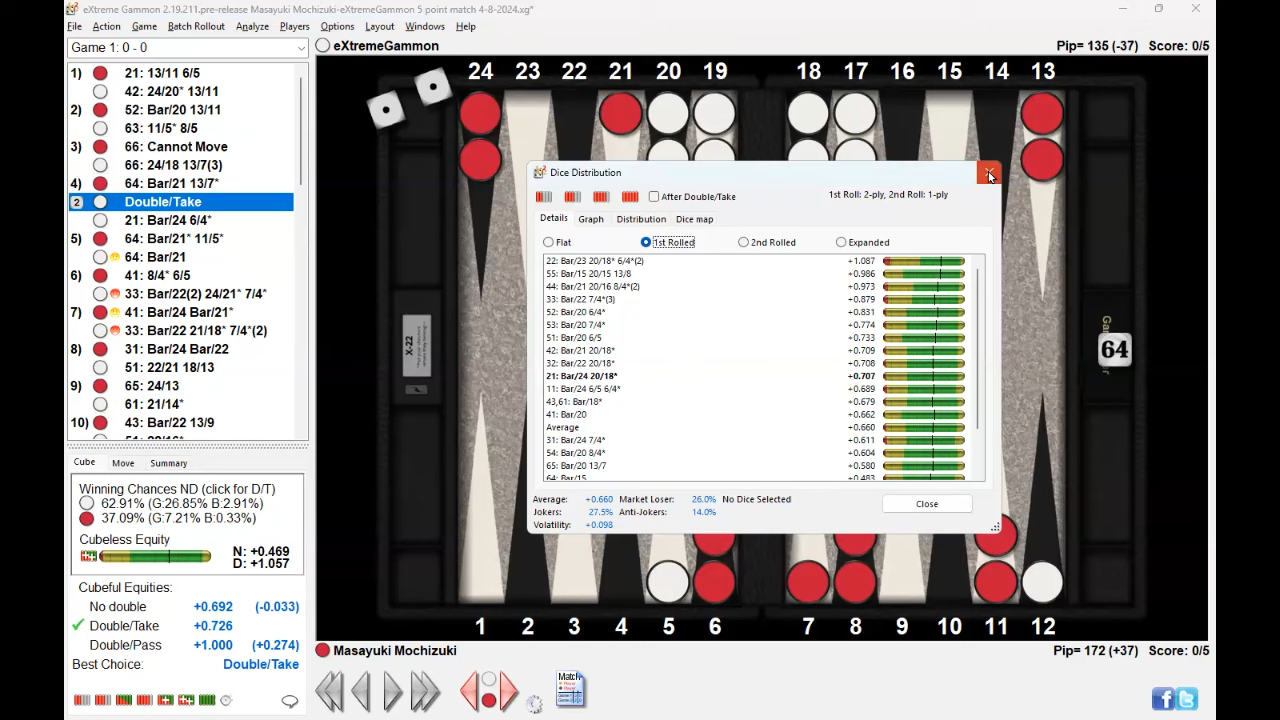 eXtreme Gammon 2.19.211.pre-release Masayuki Mochizuki-eXtremeGammon 5 point match 4-8-2024.xg*
File Action Game Batch Rollout Analyze Players Options Layout Windows Help
Game 1: 0 - 0
eXtremeGammon
Pip= 135 (-37) Score: 0/5
1) 21: 13/11 6/5
42: 24/20* 13/11
2) 52: Bar/20 13/11
63: 11/5* 8/5
3) 66: Cannot Move
66: 24/18 13/7(3)
4) 64: Bar/21 13/7*
2 Double/Take
21: Bar/24 6/4*
5) 64: Bar/21* 11/5*
64: Bar/21
6) 41: 8/4* 6/5
33: Bar/22(2) 24/21* 7/4*
7) 41: Bar/24 Bar/21*
33: Bar/22 21/18* 7/4*(2)
8) 31: Bar/24 Bar/22
51: 22/21 18/13
9) 65: 24/13
61: 21/14*
10) 43: Bar/22 13/9
Cube Move Summary
Winning Chances ND (click for D/T)
62.91% (G:26.85% B:2.91%)
37.09% (G:7.21% B:0.33%)
Cubeless Equity
N: +0.469
D: +1.057
Cubeful Equities:
No double +0.692 (-0.033)
Double/Take +0.726
Double/Pass +1.000 (+0.274)
Best Choice: Double/Take
24 23 22 21 20 19 18 17 16 15 14 13
X-22
64
Dice Distribution
After Double/Take
1st Roll: 2-ply, 2nd Roll: 1-ply
Details Graph Distribution Dice map
Flat 1st Rolled 2nd Rolled Expanded
22: Bar/23 20/18* 6/4*(2) +1.087
55: Bar/15 20/15 13/8 +0.986
44: Bar/21 20/16 8/4*(2) +0.973
33: Bar/22 7/4*(3) +0.879
52: Bar/20 6/4* +0.831
53: Bar/20 7/4* +0.774
51: Bar/20 6/5 +0.733
42: Bar/21 20/18* +0.709
32: Bar/22 20/18* +0.708
21: Bar/24 20/18* +0.707
11: Bar/24 6/5 6/4* +0.689
43,61: Bar/18* +0.679
41: Bar/20 +0.662
Average +0.660
31: Bar/24 7/4* +0.611
54: Bar/20 8/4* +0.604
65: Bar/20 13/7 +0.580
64: Bar/15 +0.483
Average: +0.660 Market Loser: 26.0% No Dice Selected
Jokers: 27.5% Anti-Jokers: 14.0%
Volatility: +0.098
Close
1 2 3 4 5 6 7 8 9 10 11 12
Masayuki Mochizuki
Pip= 172 (+37) Score: 0/5
Match